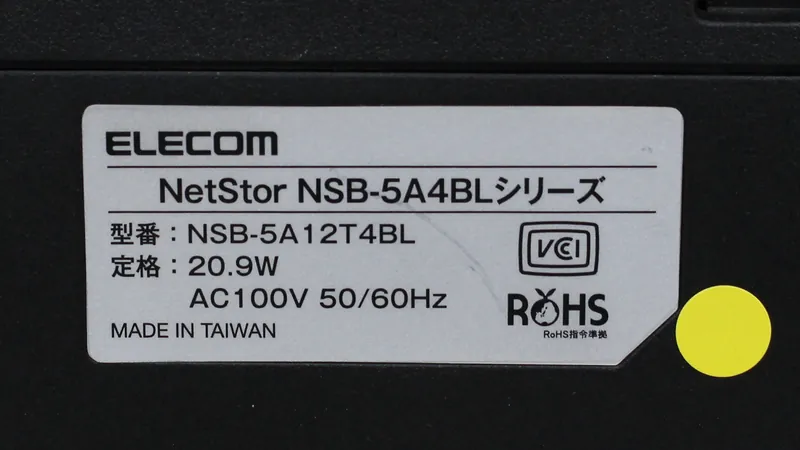 ELECOM
NetStor NSB-5A4BLシリーズ
型番：NSB-5A12T4BL
定格：20.9W
AC100V 50/60Hz
MADE IN TAIWAN
VCCI
RoHS
RoHS指令準拠